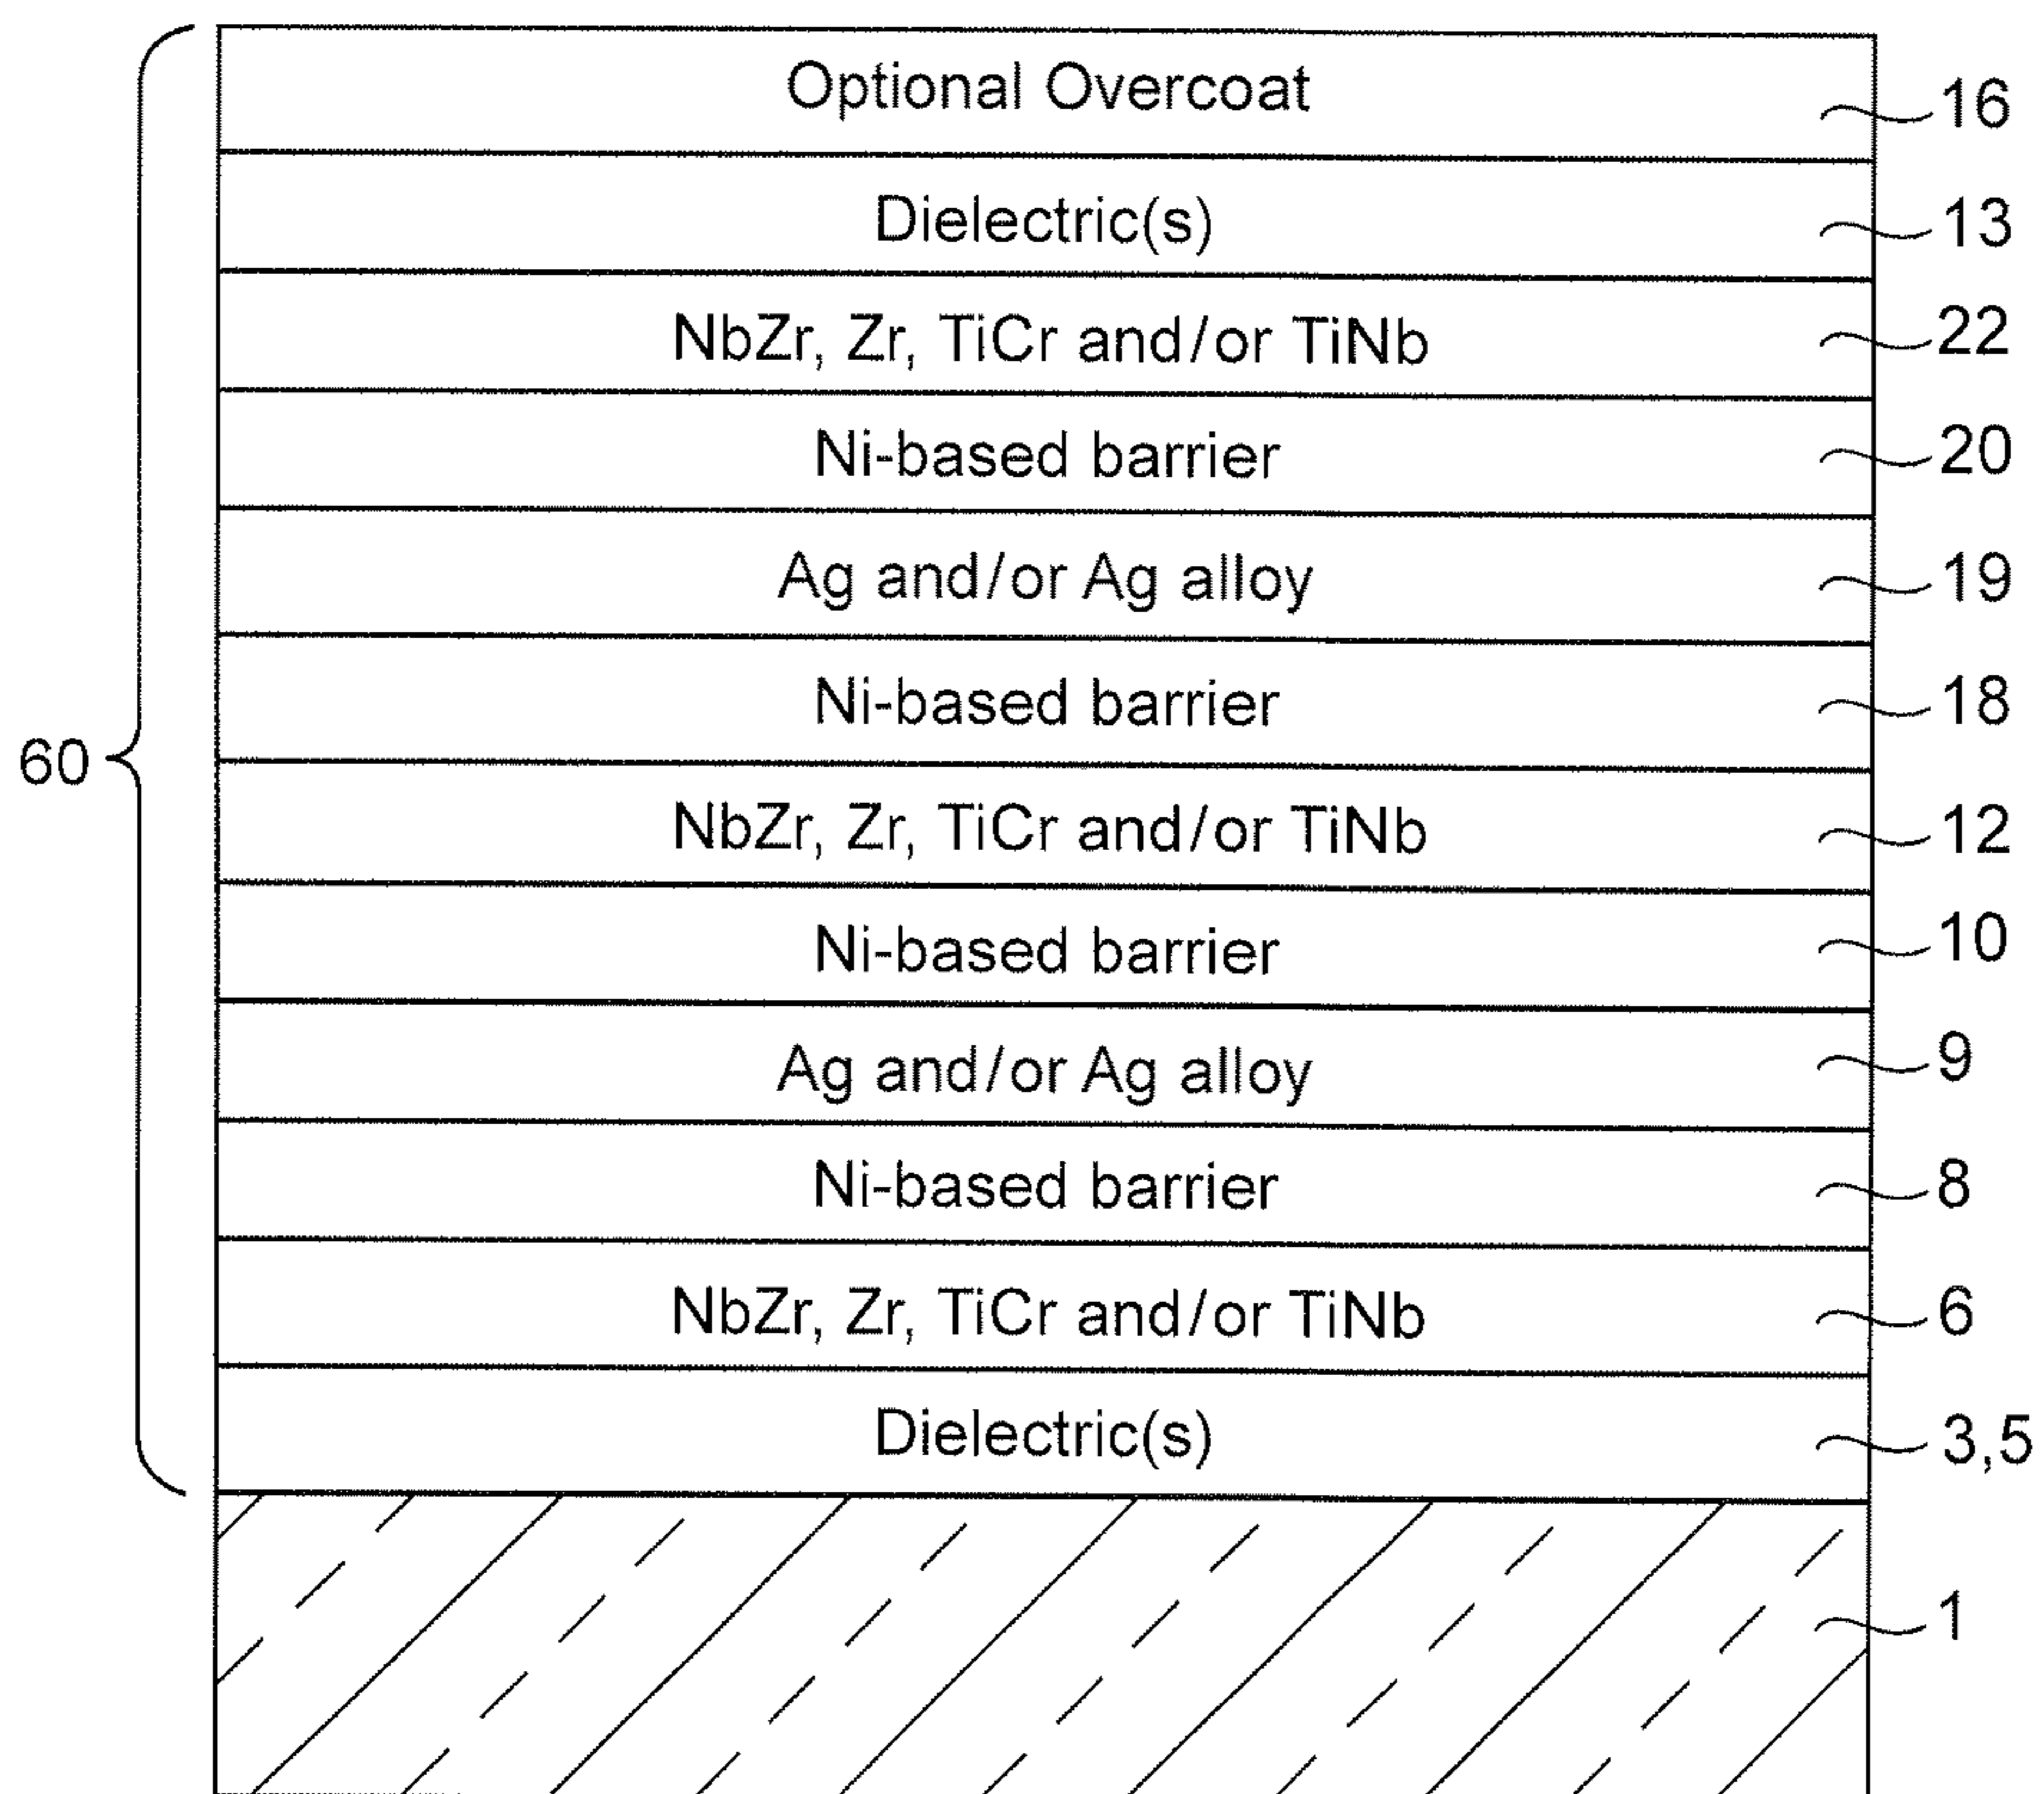 Optional Overcoat 16
Dielectric(s) 13
NbZr, Zr, TiCr and/or TiNb 22
Ni-based barrier 20
Ag and/or Ag alloy 19
Ni-based barrier 18
60
NbZr, Zr, TiCr and/or TiNb 12
Ni-based barrier 10
Ag and/or Ag alloy 9
Ni-based barrier 8
NbZr, Zr, TiCr and/or TiNb 6
Dielectric(s) 3,5
1